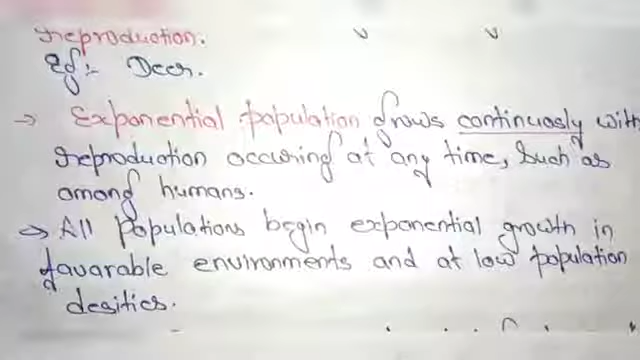 reproduction.
Eg:- Deer.
→ Exponential population grows continuosly with
reproduction occuring at any time, such as
among humans.
→ All populations begin exponential growth in
favarable environments and at low population
desities.